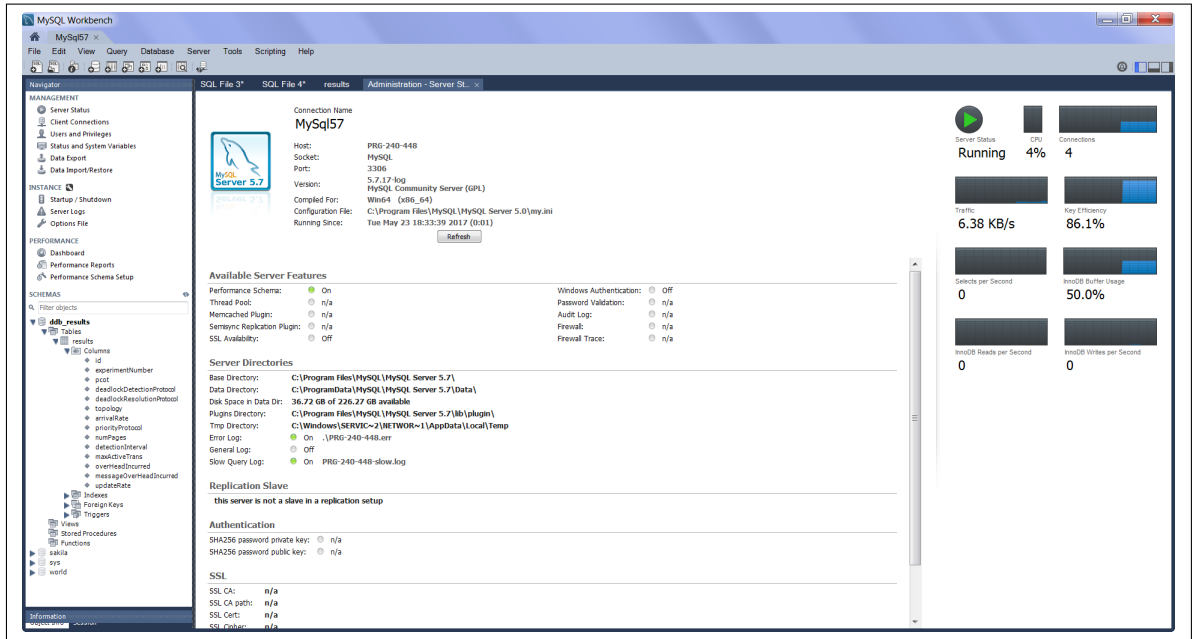 MySQL Workbench
MySql57 ×
File Edit View Query Database Server Tools Scripting Help
Navigator
MANAGEMENT
Server Status
Client Connections
Users and Privileges
Status and System Variables
Data Export
Data Import/Restore
INSTANCE
Startup / Shutdown
Server Logs
Options File
PERFORMANCE
Dashboard
Performance Reports
Performance Schema Setup
SCHEMAS
Filter objects
ddb_results
Tables
results
Columns
id
experimentNumber
pcot
deadlockDetectionProtocol
deadlockResolutionProtocol
topology
arrivalRate
priorityProtocol
numPages
detectionInterval
maxActiveTrans
overHeadIncurred
messageOverHeadIncurred
updateRate
Indexes
Foreign Keys
Triggers
Views
Stored Procedures
Functions
sakila
sys
world
Information
Object Info Session
SQL File 3* SQL File 4* results Administration - Server St... ×
MySQL
Server 5.7
Connection Name
MySql57
Host: PRG-240-448
Socket: MySQL
Port: 3306
Version: 5.7.17-log
MySQL Community Server (GPL)
Compiled For: Win64 (x86_64)
Configuration File: C:\Program Files\MySQL\MySQL Server 5.0\my.ini
Running Since: Tue May 23 18:33:39 2017 (0:01)
Refresh
Available Server Features
Performance Schema: On Windows Authentication: Off
Thread Pool: n/a Password Validation: n/a
Memcached Plugin: n/a Audit Log: n/a
Semisync Replication Plugin: n/a Firewall: n/a
SSL Availability: Off Firewall Trace: n/a
Server Directories
Base Directory: C:\Program Files\MySQL\MySQL Server 5.7\
Data Directory: C:\ProgramData\MySQL\MySQL Server 5.7\Data\
Disk Space in Data Dir: 36.72 GB of 226.27 GB available
Plugins Directory: C:\Program Files\MySQL\MySQL Server 5.7\lib\plugin\
Tmp Directory: C:\Windows\SERVIC~2\NETWOR~1\AppData\Local\Temp
Error Log: On .\PRG-240-448.err
General Log: Off
Slow Query Log: On PRG-240-448-slow.log
Replication Slave
this server is not a slave in a replication setup
Authentication
SHA256 password private key: n/a
SHA256 password public key: n/a
SSL
SSL CA: n/a
SSL CA path: n/a
SSL Cert: n/a
SSL Cipher: n/a
Server Status CPU Connections
Running 4% 4
Traffic Key Efficiency
6.38 KB/s 86.1%
Selects per Second InnoDB Buffer Usage
0 50.0%
InnoDB Reads per Second InnoDB Writes per Second
0 0